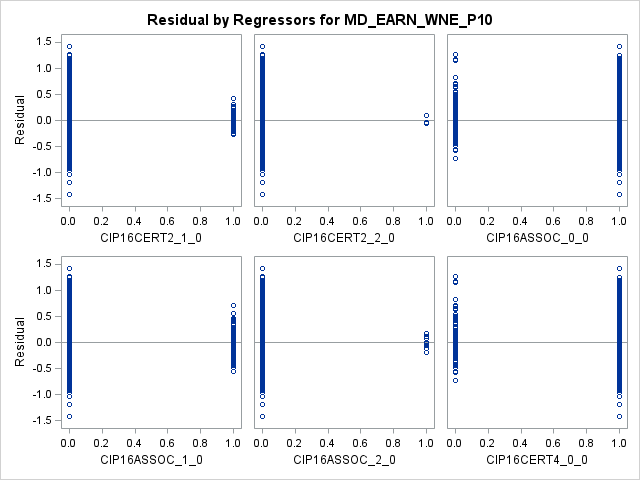 Residual by Regressors for MD_EARN_WNE_P10
1.5
1.0
0.5
0.0
-0.5
-1.0
-1.5
Residual
0.0 0.2 0.4 0.6 0.8 1.0
CIP16CERT2_1_0
0.0 0.2 0.4 0.6 0.8 1.0
CIP16CERT2_2_0
0.0 0.2 0.4 0.6 0.8 1.0
CIP16ASSOC_0_0
1.5
1.0
0.5
0.0
-0.5
-1.0
-1.5
Residual
0.0 0.2 0.4 0.6 0.8 1.0
CIP16ASSOC_1_0
0.0 0.2 0.4 0.6 0.8 1.0
CIP16ASSOC_2_0
0.0 0.2 0.4 0.6 0.8 1.0
CIP16CERT4_0_0